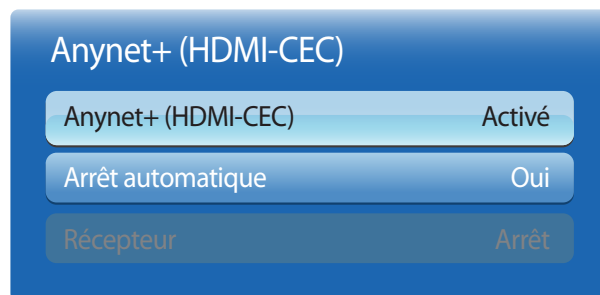 Anynet+ (HDMI-CEC)
Anynet+ (HDMI-CEC) Activé
Arrêt automatique Oui
Récepteur Arrêt